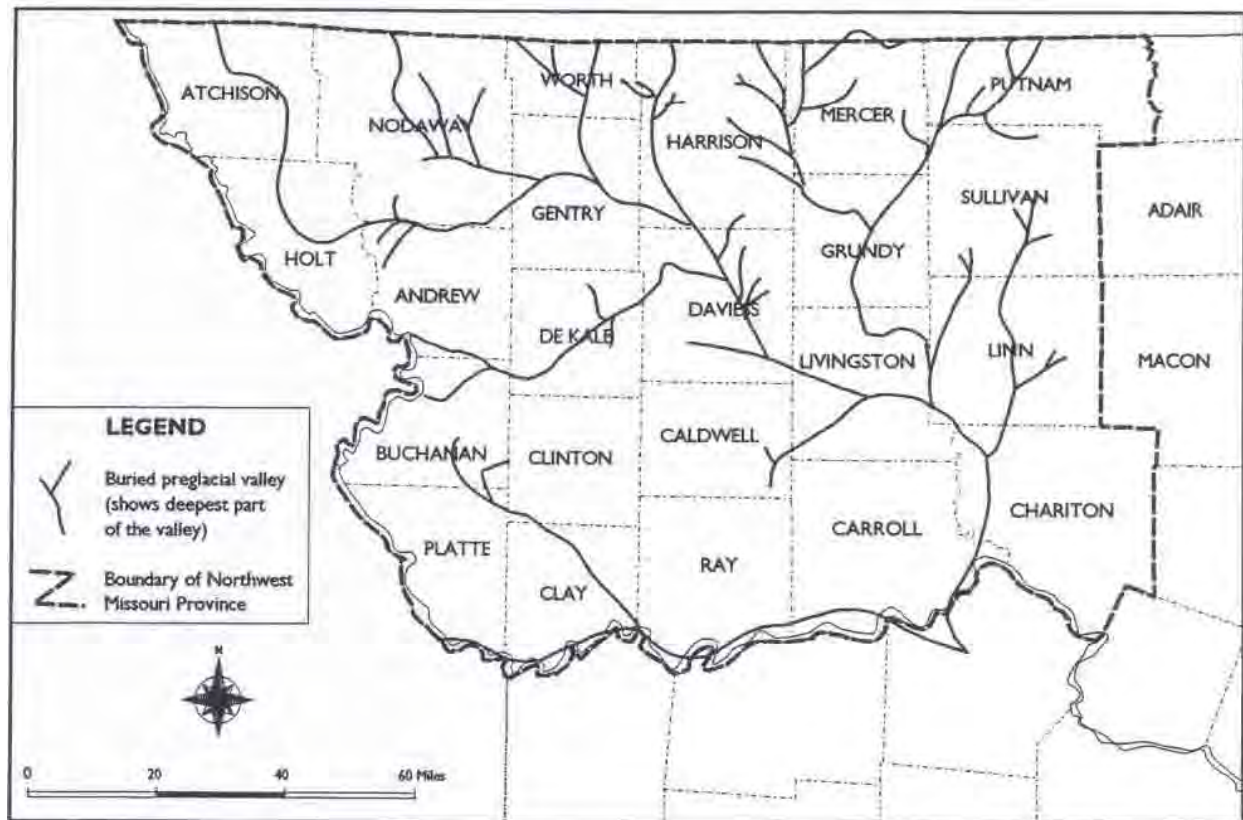 ATCHISON
NODAWAY
WORTH
HARRISON
MERCER
PUTNAM
SULLIVAN
ADAIR
GENTRY
GRUNDY
HOLT
ANDREW
DE KALB
DAVIESS
LIVINGSTON
LINN
MACON
BUCHANAN
CLINTON
CALDWELL
CARROLL
CHARITON
PLATTE
CLAY
RAY
LEGEND
Buried preglacial valley
(shows deepest part
of the valley)
Boundary of Northwest
Missouri Province
N
0 20 40 60 Miles